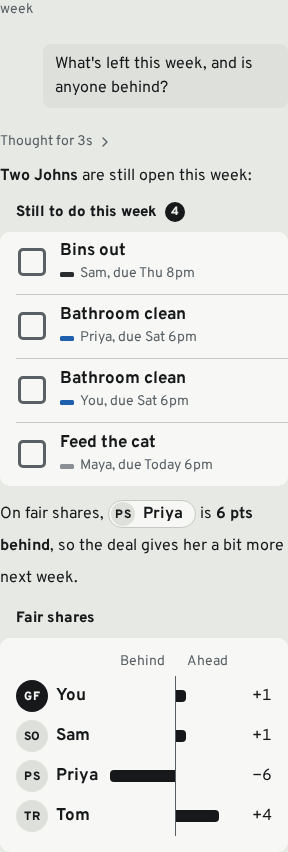 week
What's left this week, and is
anyone behind?
Thought for 3s
Two Johns are still open this week:
Still to do this week 4
Bins out
Sam, due Thu 8pm
Bathroom clean
Priya, due Sat 6pm
Bathroom clean
You, due Sat 6pm
Feed the cat
Maya, due Today 6pm
On fair shares, PS Priya is 6 pts
behind, so the deal gives her a bit more
next week.
Fair shares
Behind Ahead
GF You +1
SO Sam +1
PS Priya −6
TR Tom +4